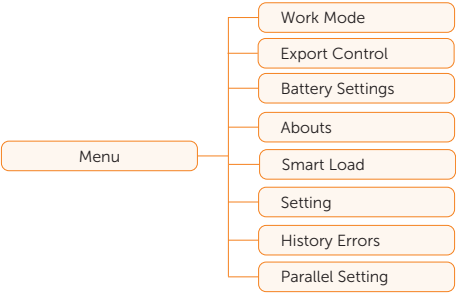 Work Mode
Export Control
Battery Settings
Abouts
Menu
Smart Load
Setting
History Errors
Parallel Setting